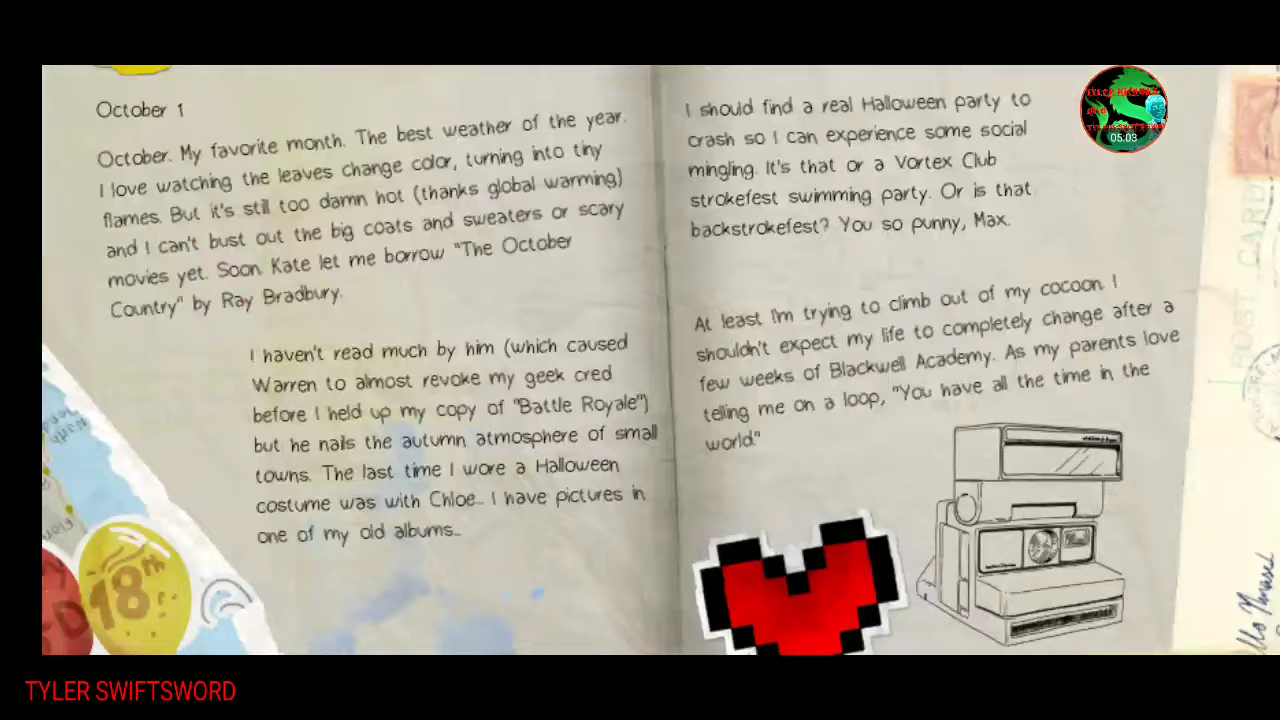 October 1
October. My favorite month. The best weather of the year.
I love watching the leaves change color, turning into tiny
flames. But it's still too damn hot (thanks global warming)
and I can't bust out the big coats and sweaters or scary
movies yet. Soon. Kate let me borrow "The October
Country" by Ray Bradbury.
I haven't read much by him (which caused
Warren to almost revoke my geek cred
before I held up my copy of "Battle Royale")
but he nails the autumn atmosphere of small
towns. The last time I wore a Halloween
costume was with Chloe... I have pictures in
one of my old albums...
18th
I should find a real Halloween party to
crash so I can experience some social
mingling. It's that or a Vortex Club
strokefest swimming party. Or is that
backstrokefest? You so punny, Max.
At least I'm trying to climb out of my cocoon. I
shouldn't expect my life to completely change after a
few weeks of Blackwell Academy. As my parents love
telling me on a loop, "You have all the time in the
world."
05:03
POST CARD
TYLER SWIFTSWORD